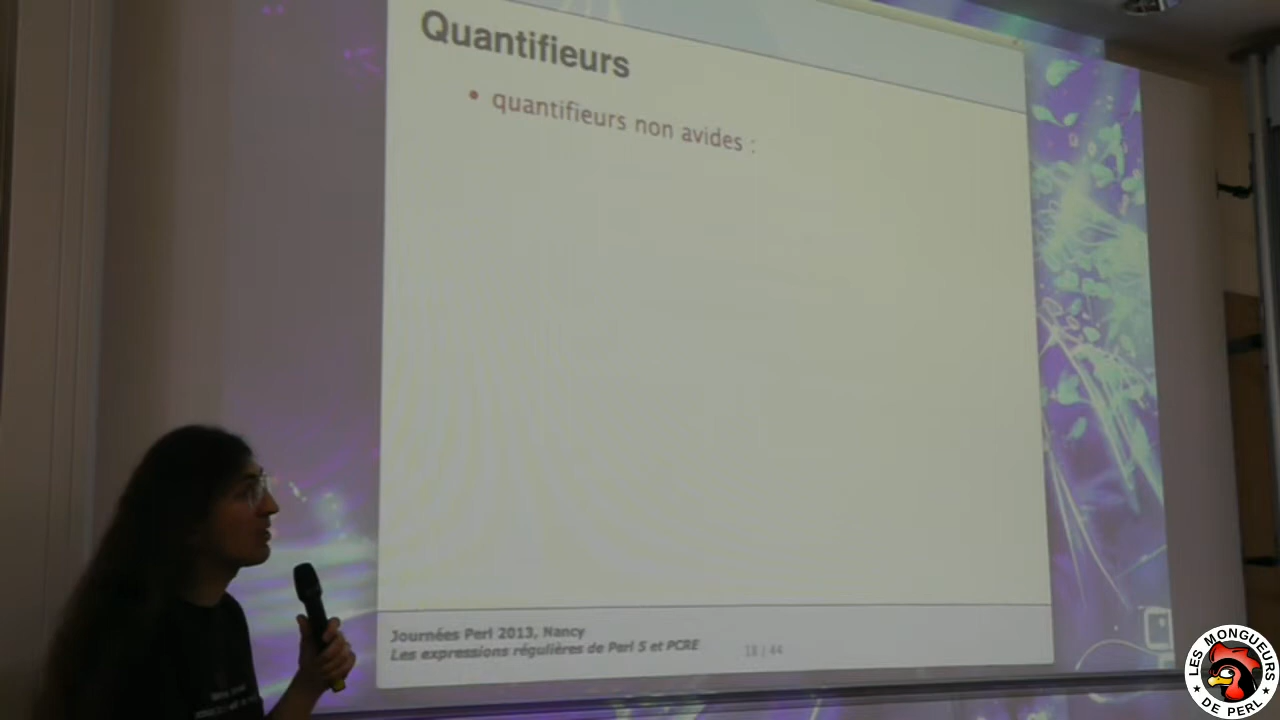 Quantifieurs
• quantifieurs non avides :
Journées Perl 2013, Nancy
Les expressions régulières de Perl 5 et PCRE
18 | 44
LES MONGUEURS
★ DE PERL ★